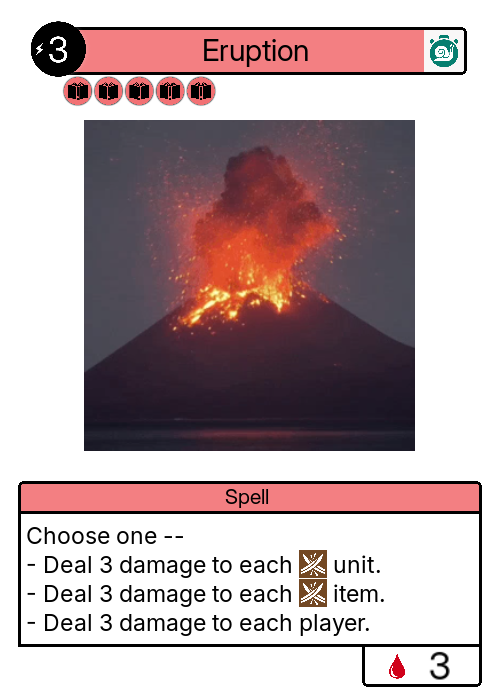 3
Eruption
Spell
Choose one --
- Deal 3 damage to each unit.
- Deal 3 damage to each item.
- Deal 3 damage to each player.
3